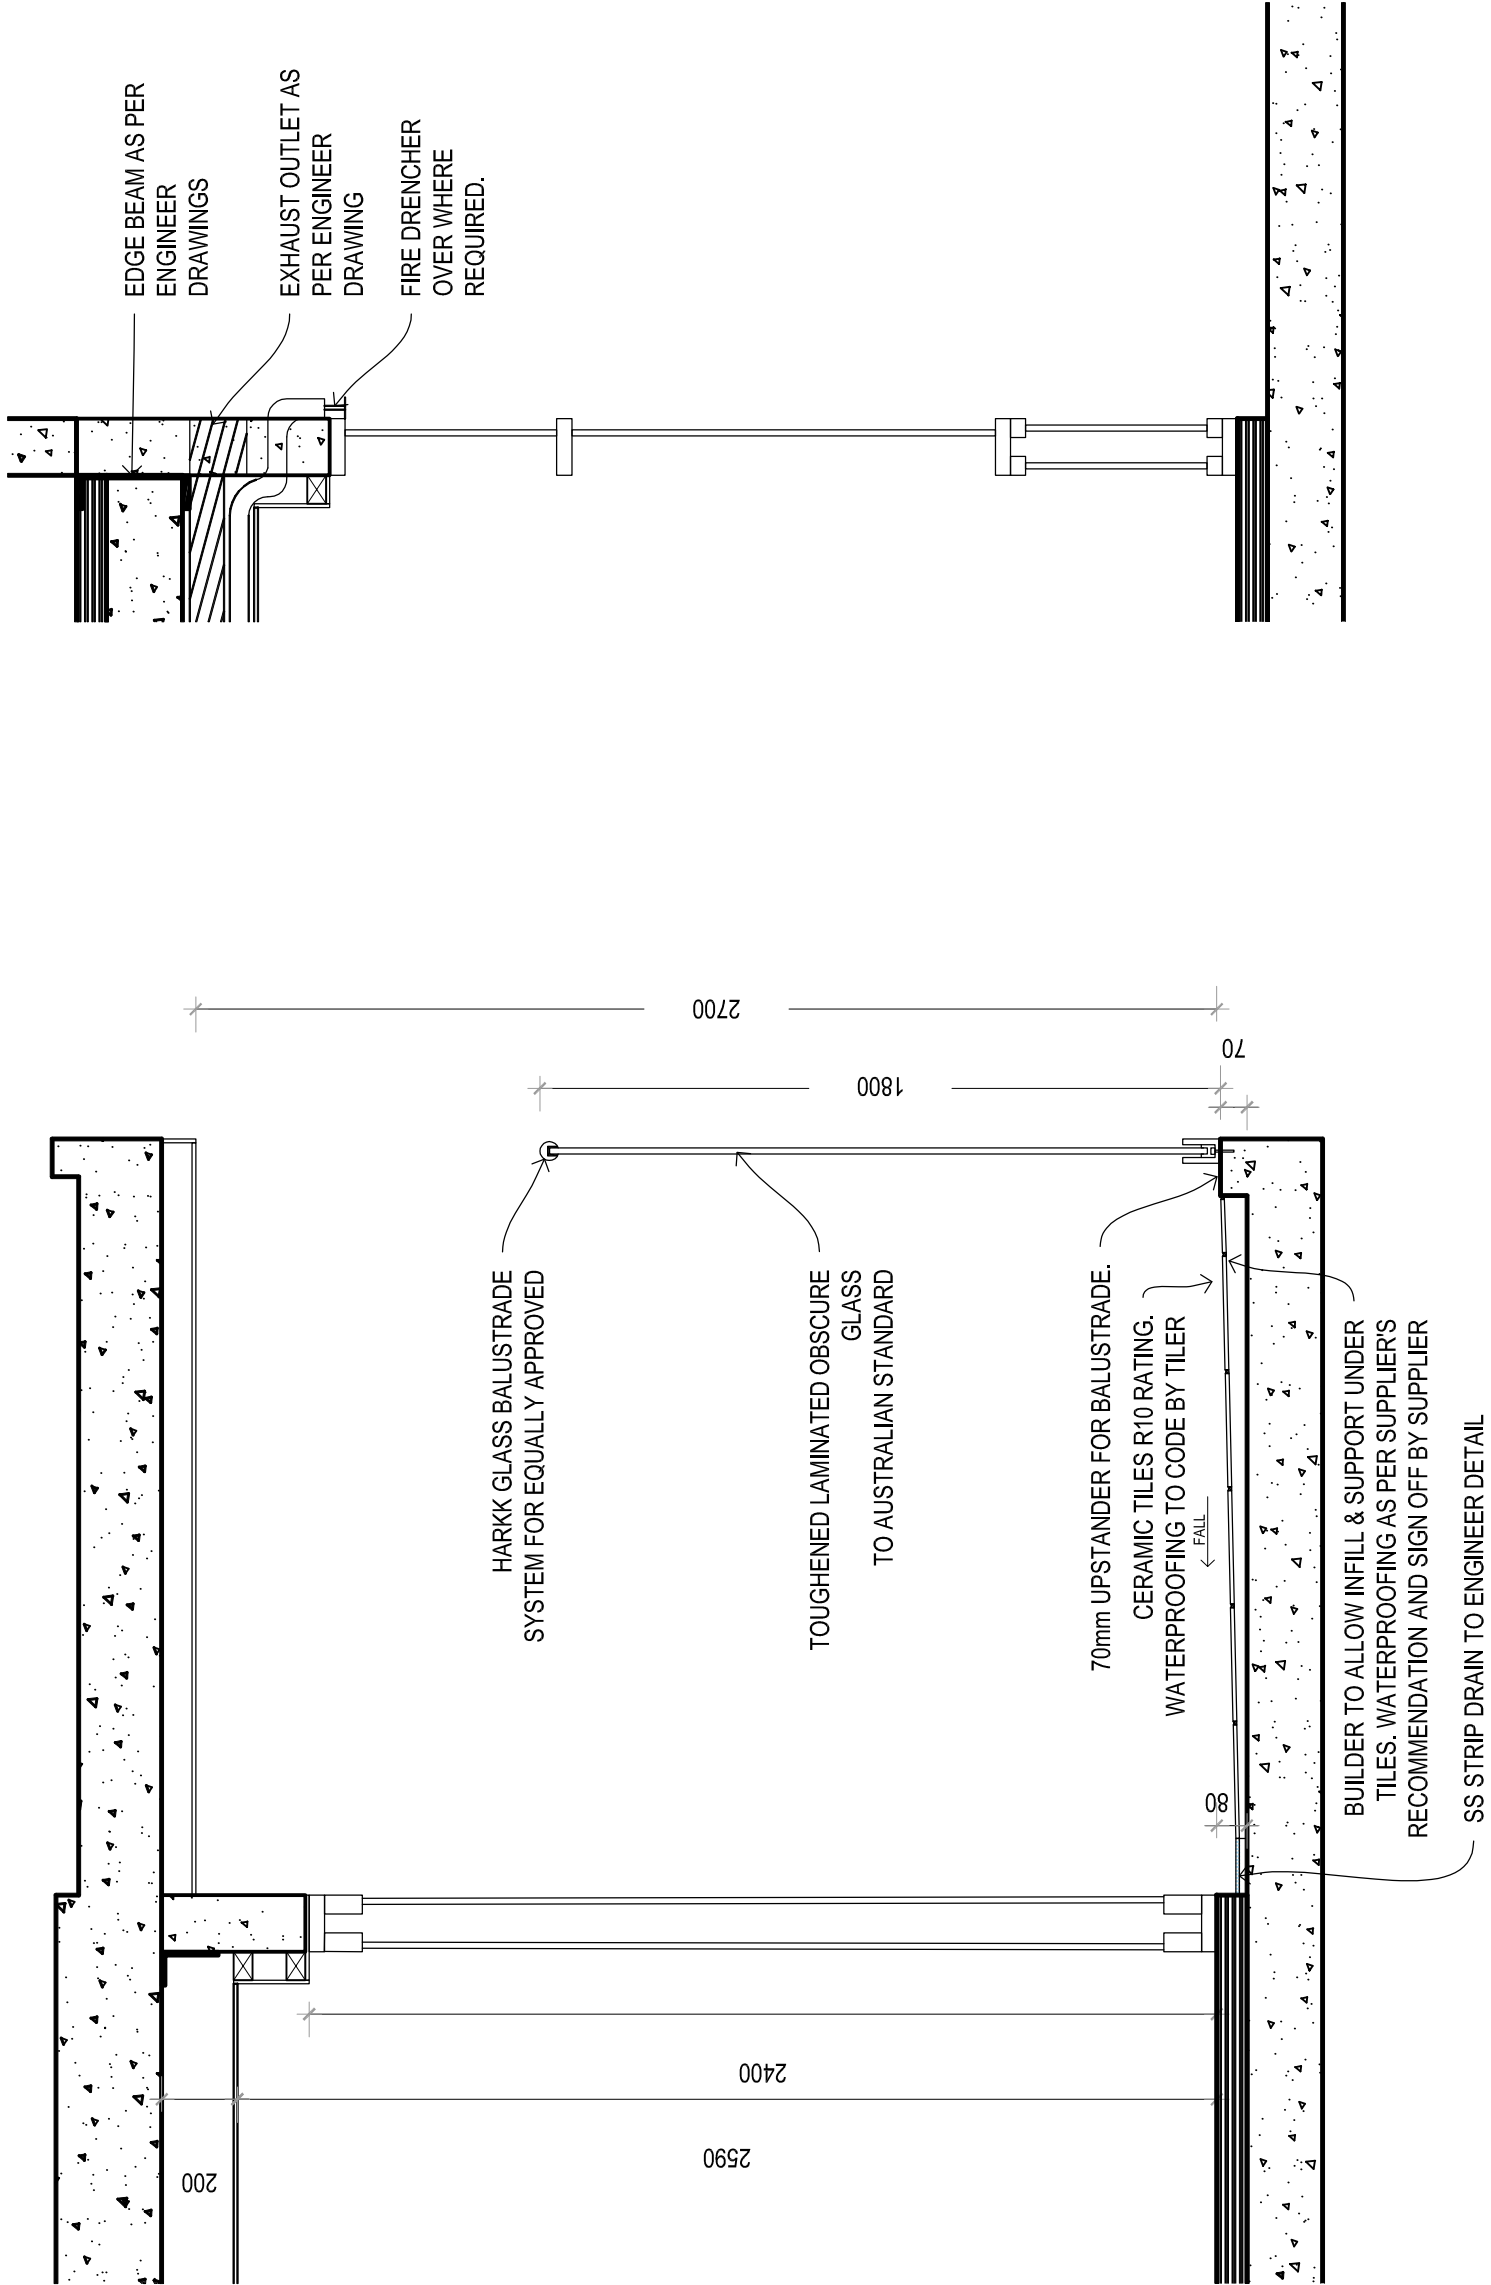 EDGE BEAM AS PER
ENGINEER
DRAWINGS
EXHAUST OUTLET AS
PER ENGINEER
DRAWING
FIRE DRENCHER
OVER WHERE
REQUIRED.
HARKK GLASS BALUSTRADE
SYSTEM FOR EQUALLY APPROVED
TOUGHENED LAMINATED OBSCURE
GLASS
TO AUSTRALIAN STANDARD
70mm UPSTANDER FOR BALUSTRADE.
CERAMIC TILES R10 RATING.
WATERPROOFING TO CODE BY TILER
FALL
BUILDER TO ALLOW INFILL & SUPPORT UNDER
TILES. WATERPROOFING AS PER SUPPLIER'S
RECOMMENDATION AND SIGN OFF BY SUPPLIER
SS STRIP DRAIN TO ENGINEER DETAIL
2700
1800
70
80
2400
2590
200